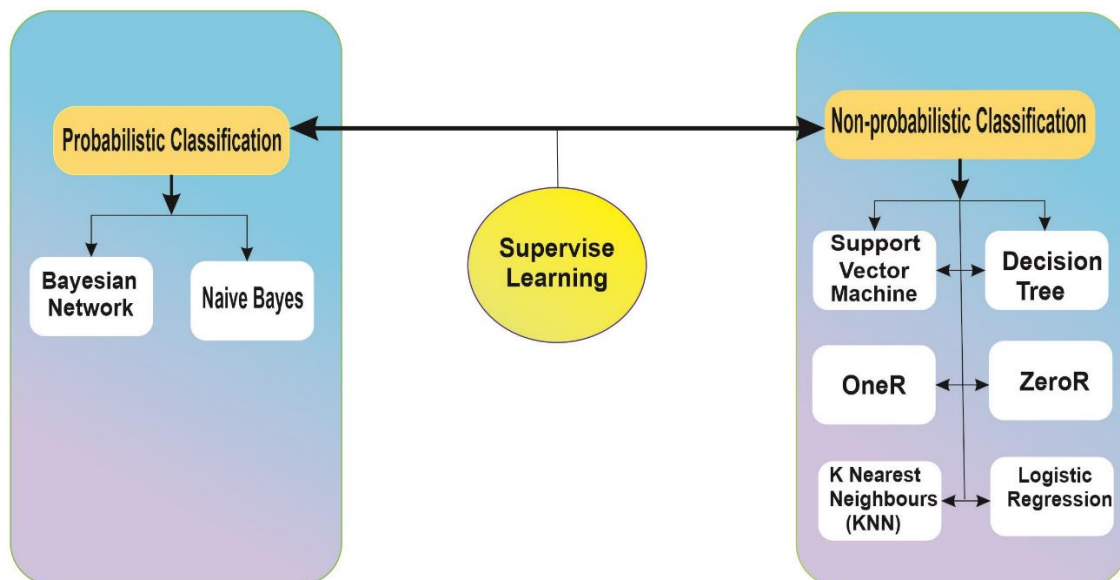 Probabilistic Classification
Bayesian
Network
Naive Bayes
Supervise
Learning
Non-probabilistic Classification
Support
Vector
Machine
Decision
Tree
OneR
ZeroR
K Nearest
Neighbours
(KNN)
Logistic
Regression